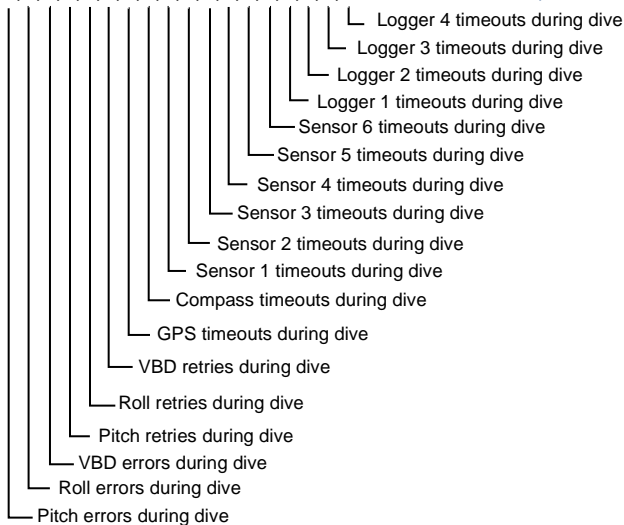 Logger 4 timeouts during dive
Logger 3 timeouts during dive
Logger 2 timeouts during dive
Logger 1 timeouts during dive
Sensor 6 timeouts during dive
Sensor 5 timeouts during dive
Sensor 4 timeouts during dive
Sensor 3 timeouts during dive
Sensor 2 timeouts during dive
Sensor 1 timeouts during dive
Compass timeouts during dive
GPS timeouts during dive
VBD retries during dive
Roll retries during dive
Pitch retries during dive
VBD errors during dive
Roll errors during dive
Pitch errors during dive